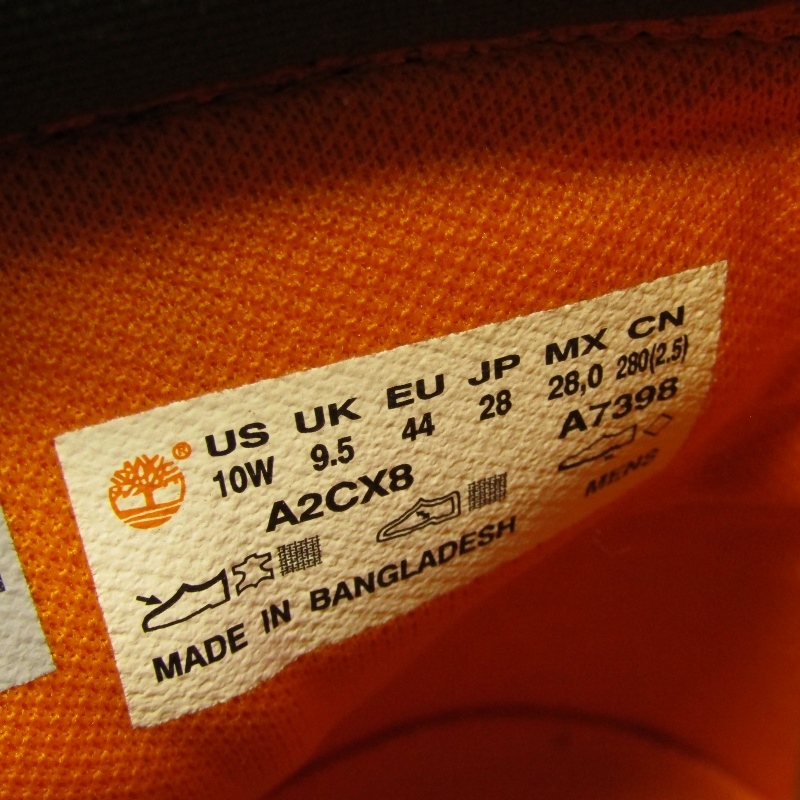 US UK EU JP MX CN
10W 9.5 44 28 28,0 280(2.5)
A2CX8 A7398
MENS
MADE IN BANGLADESH